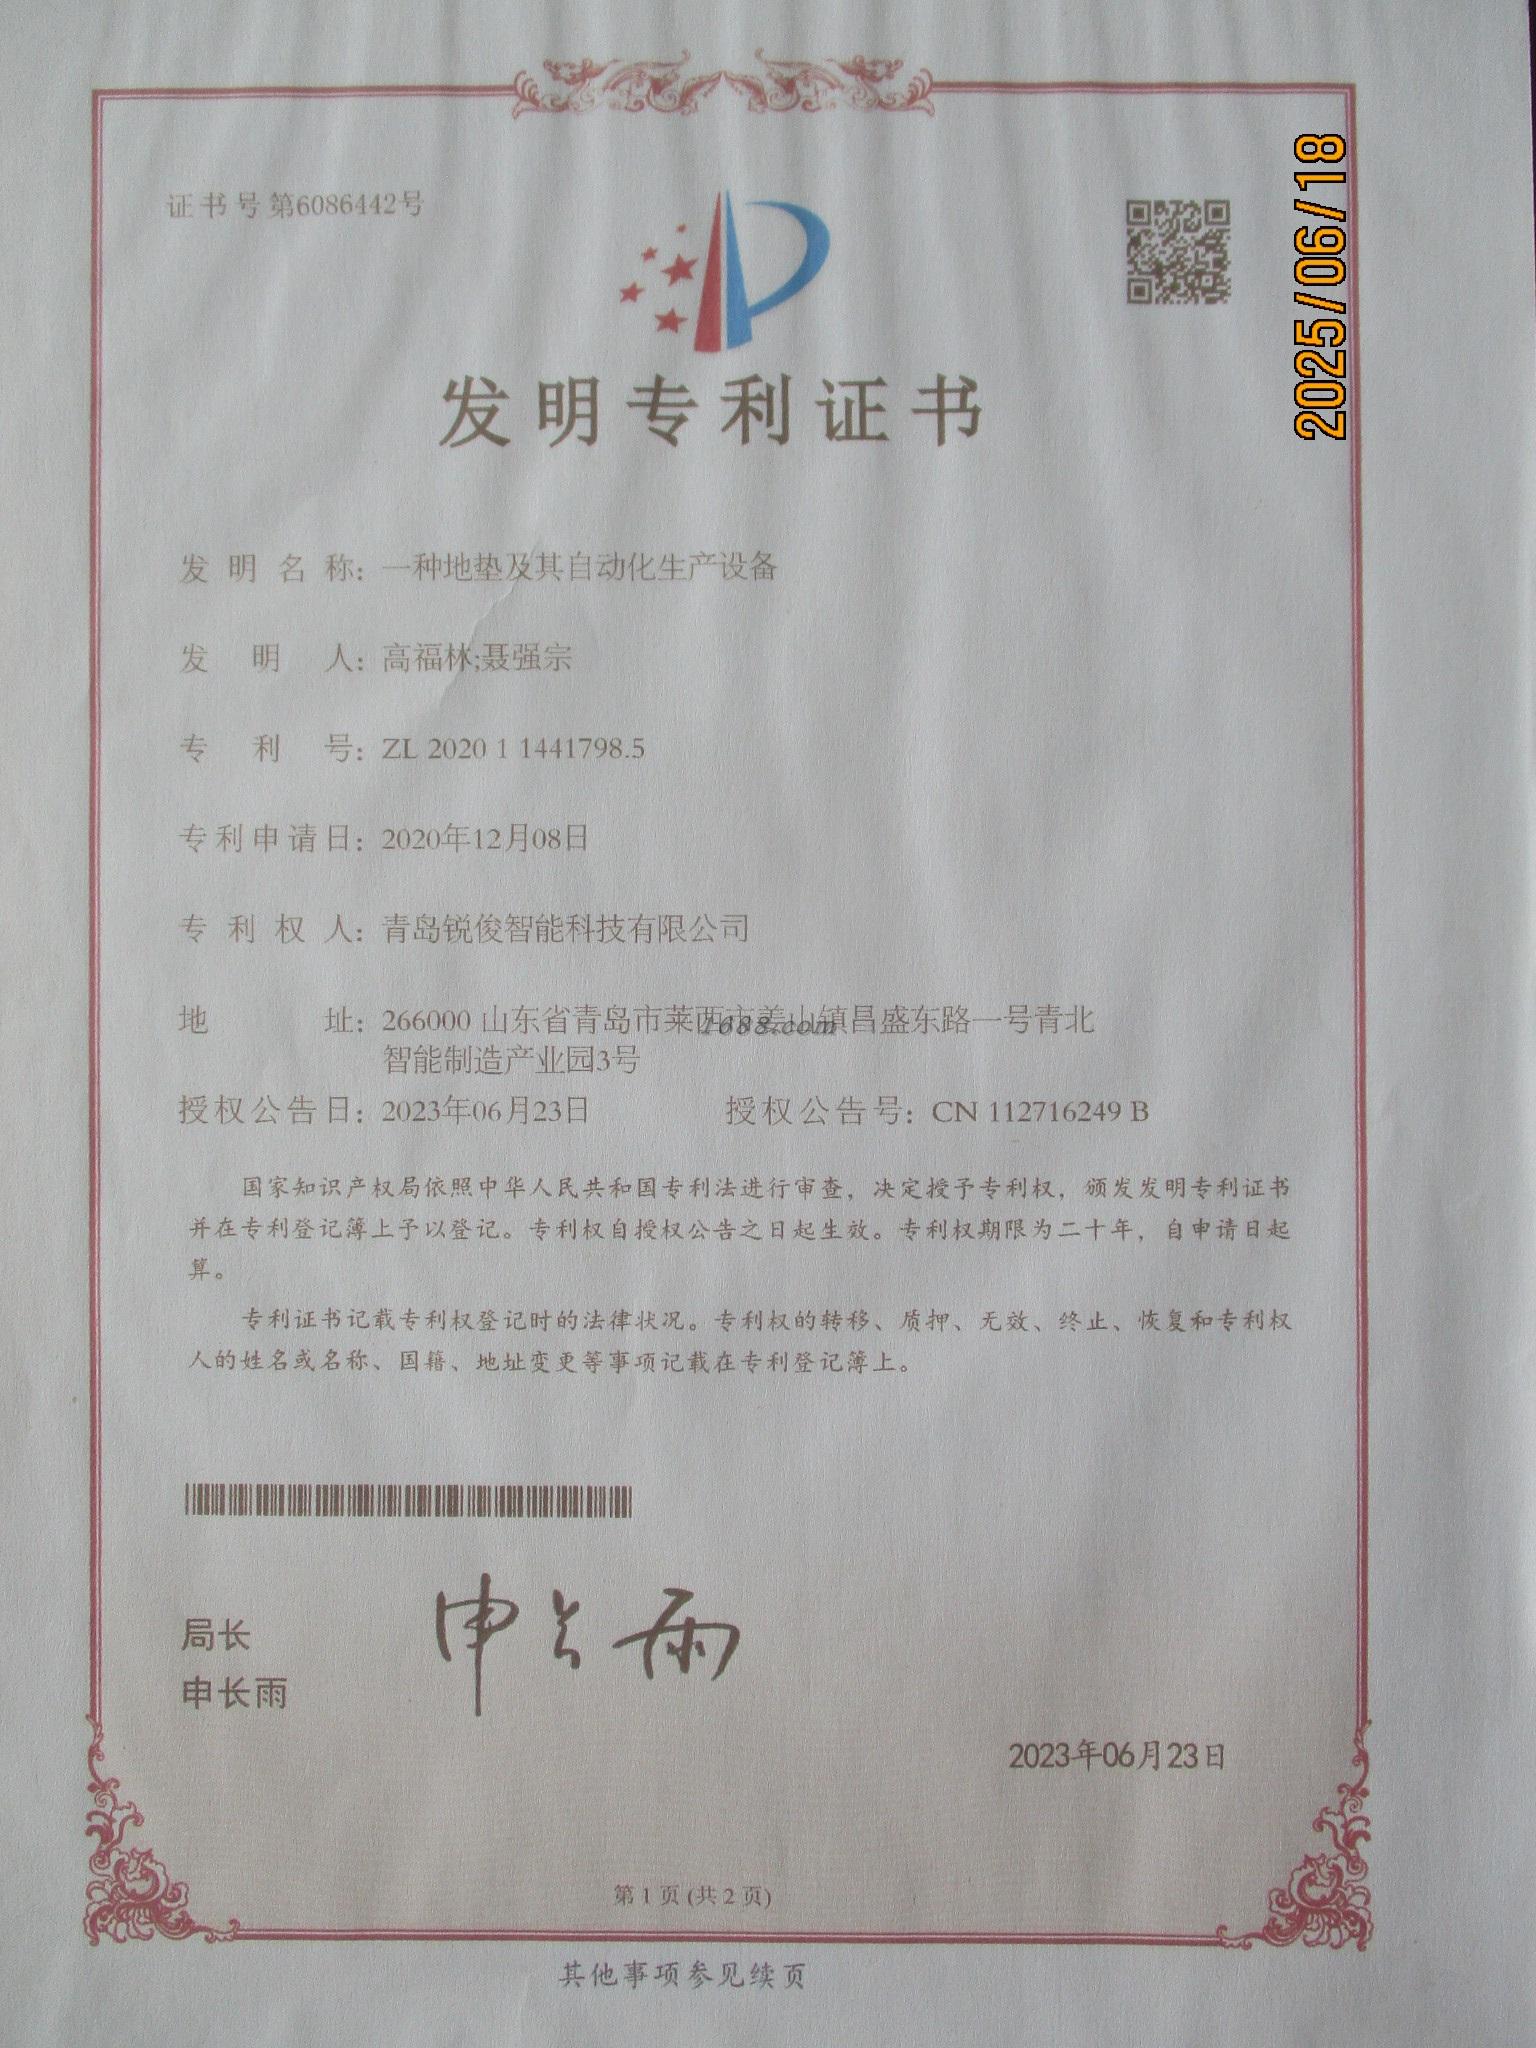 2025/06/18
证书号第6086442号
发明专利证书
发明名称：一种地垫及其自动化生产设备
发明人：高福林;聂强宗
专利号：ZL 2020 1 1441798.5
专利申请日：2020年12月08日
专利权人：青岛锐俊智能科技有限公司
地址：266000 山东省青岛市莱西市姜山镇昌盛东路一号青北
1688.com
智能制造产业园3号
授权公告日：2023年06月23日 授权公告号：CN 112716249 B
国家知识产权局依照中华人民共和国专利法进行审查，决定授予专利权，颁发发明专利证书
并在专利登记簿上予以登记。专利权自授权公告之日起生效。专利权期限为二十年，自申请日起
算。
专利证书记载专利权登记时的法律状况。专利权的转移、质押、无效、终止、恢复和专利权
人的姓名或名称、国籍、地址变更等事项记载在专利登记簿上。
局长
申长雨
申长雨
2023年06月23日
第 1 页 (共 2 页)
其他事项参见续页